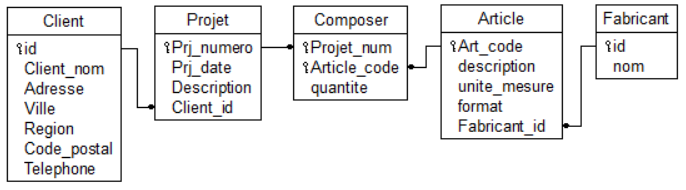 Client
id
Client_nom
Adresse
Ville
Region
Code_postal
Telephone
Projet
Prj_numero
Prj_date
Description
Client_id
Composer
Projet_num
Article_code
quantite
Article
Art_code
description
unite_mesure
format
Fabricant_id
Fabricant
id
nom